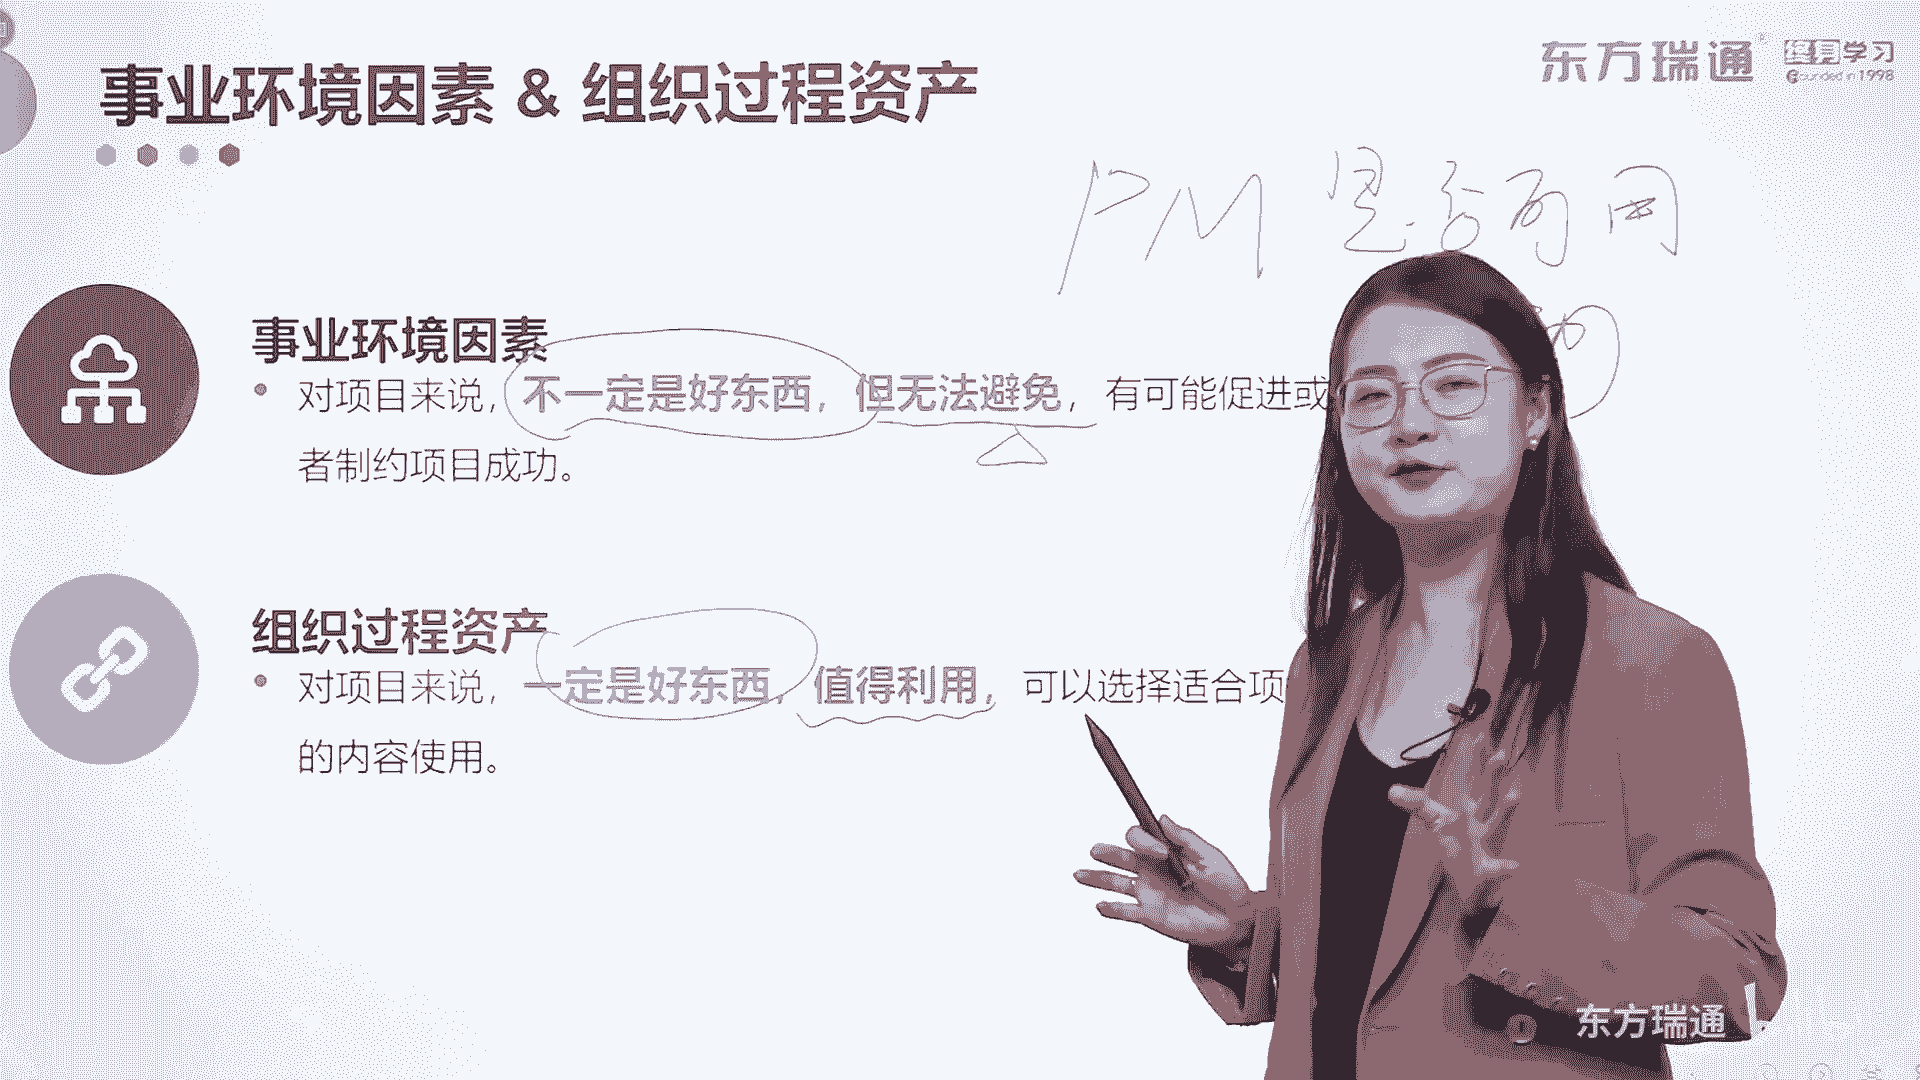 东方瑞通
终身学习
Founded in 1998
事业环境因素 & 组织过程资产
PM 是否可用
事业环境因素
对项目来说，不一定是好东西，但无法避免，有可能促进或
者制约项目成功。
组织过程资产
对项目来说，一定是好东西，值得利用，可以选择适合项
的内容使用。
东方瑞通